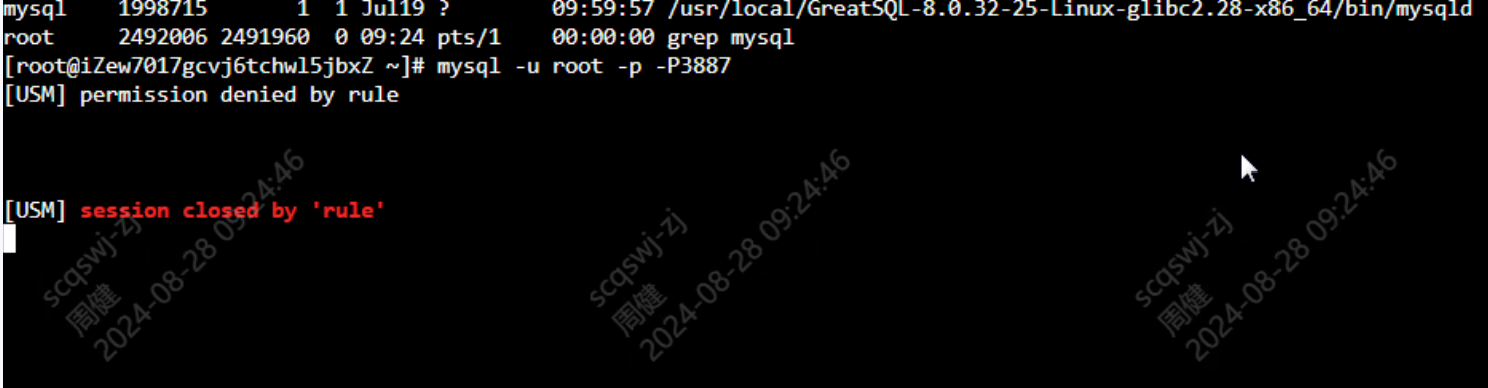 mysql    1998715       1  1 Jul19 ?        09:59:57 /usr/local/GreatSQL-8.0.32-25-Linux-glibc2.28-x86_64/bin/mysqld
root     2492006 2491960  0 09:24 pts/1    00:00:00 grep mysql
[root@iZew7017gcvj6tchwl5jbxZ ~]# mysql -u root -p -P3887
[USM] permission denied by rule
[USM] session closed by 'rule'
scqswj-zj
周健
2024-08-28 09:24:46
scqswj-zj
周健
2024-08-28 09:24:46
scqswj-zj
周健
2024-08-28 09:24:46